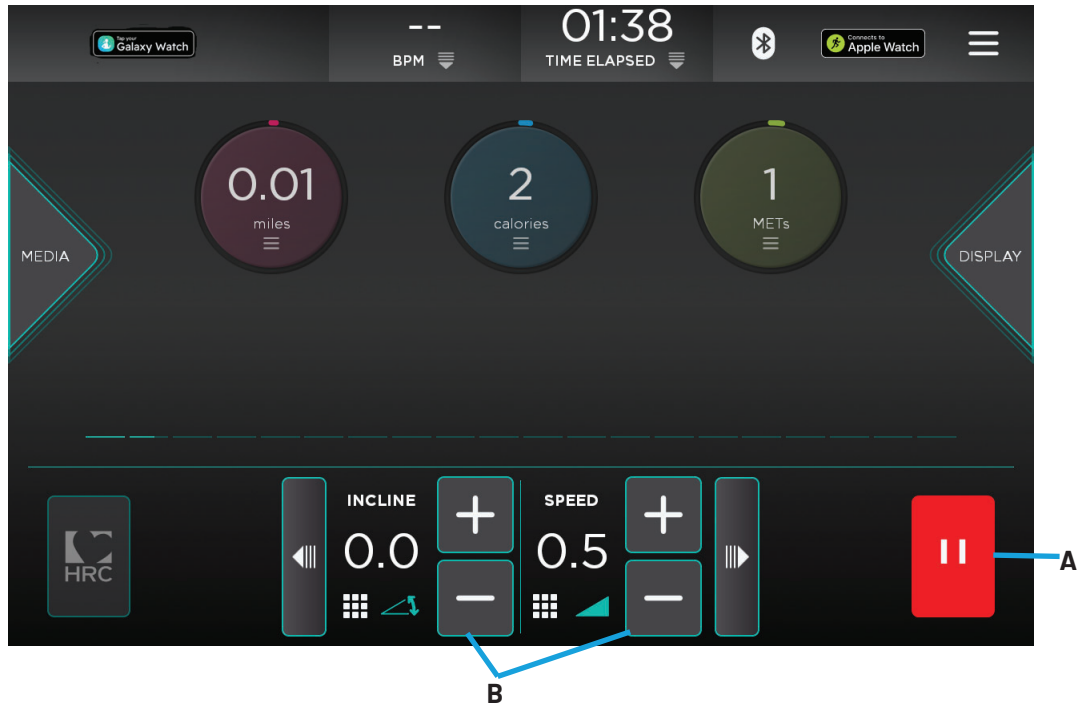 Tap your
Galaxy Watch
--
BPM
01:38
TIME ELAPSED
Connects to
Apple Watch
0.01
miles
2
calories
1
METs
MEDIA
DISPLAY
INCLINE
0.0
SPEED
0.5
HRC
A
B